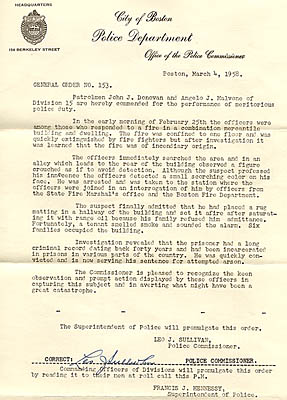 HEADQUARTERS
154 BERKELEY STREET
City of Boston
Police Department
Office of the Police Commissioner
Boston, March 4, 1958.
GENERAL ORDER NO. 153.
Patrolmen John J. Donovan and Angelo J. Mulwone of
Division 15 are hereby commended for the performance of meritorious
police duty.
In the early morning of February 25th the officers were
among those who responded to a fire in a combination mercantile
building and dwelling. The fire was confined to one floor and was
quickly extinguished by fire fighters but after investigation it
was learned that the fire was of incendiary origin.
The officers immediately searched the area and in an
alley which leads to the rear of the building observed a figure
crouched as if to avoid detection. Although the suspect professed
his innocence the officers detected a small scorching odor on his
shoe. He was arrested and was taken to the station where the
officers were joined in an interrogation of him by officers from
the State Fire Marshal's office and the Boston Fire Department.
The suspect finally admitted that he had placed a rug
matting in a hallway of the building and set it afire after saturat-
ing it with range oil because his family refused him admittance.
Fortunately, a tenant smelled smoke and sounded the alarm. Six
families occupied the building.
Investigation revealed that the prisoner had a long
criminal record dating back forty years and had been incarcerated
in prisons in various parts of the country. He was quickly con-
victed and is now serving his sentence for attempted arson.
The Commissioner is pleased to recognize the keen
observation and prompt action displayed by these officers in
capturing this subject and in averting what might have been a
great catastrophe.
- - - - -
The Superintendent of Police will promulgate this order.
LEO J. SULLIVAN,
Police Commissioner.
CORRECT: Leo J Sullivan POLICE COMMISSIONER.
Commanding Officers of Divisions will promulgate this order
by reading it to their men at roll call this P.M.
FRANCIS J. HENNESSY,
Superintendent of Police.